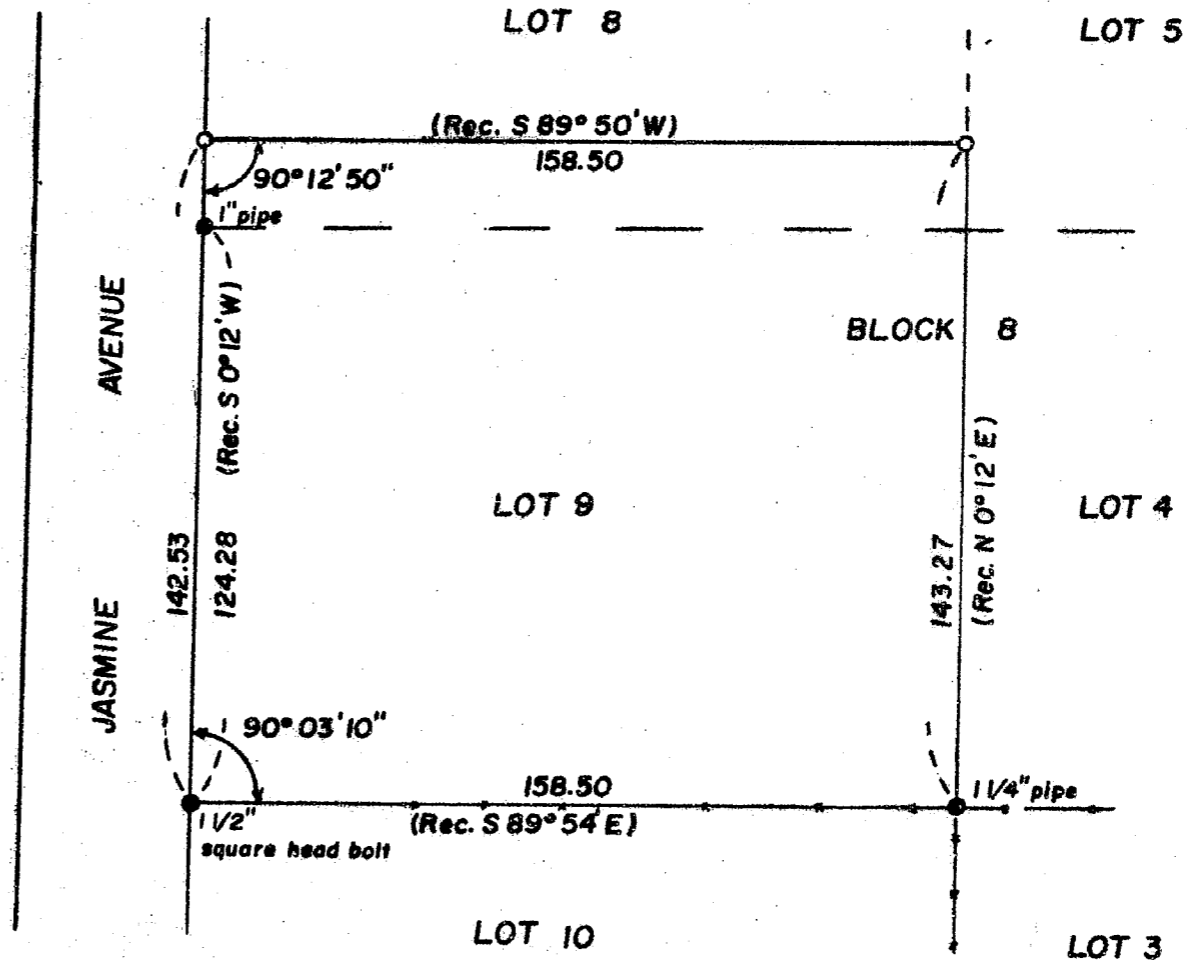 LOT 8
LOT 5
(Rec. S 89° 50' W)
158.50
90° 12' 50"
1" pipe
(Rec. S 0° 12' W)
AVENUE
BLOCK 8
LOT 9
(Rec. N 0° 12' E)
LOT 4
142.53
124.28
143.27
JASMINE
90° 03' 10"
158.50
1 1/4" pipe
(Rec. S 89° 54' E)
1 1/2"
square head bolt
LOT 10
LOT 3